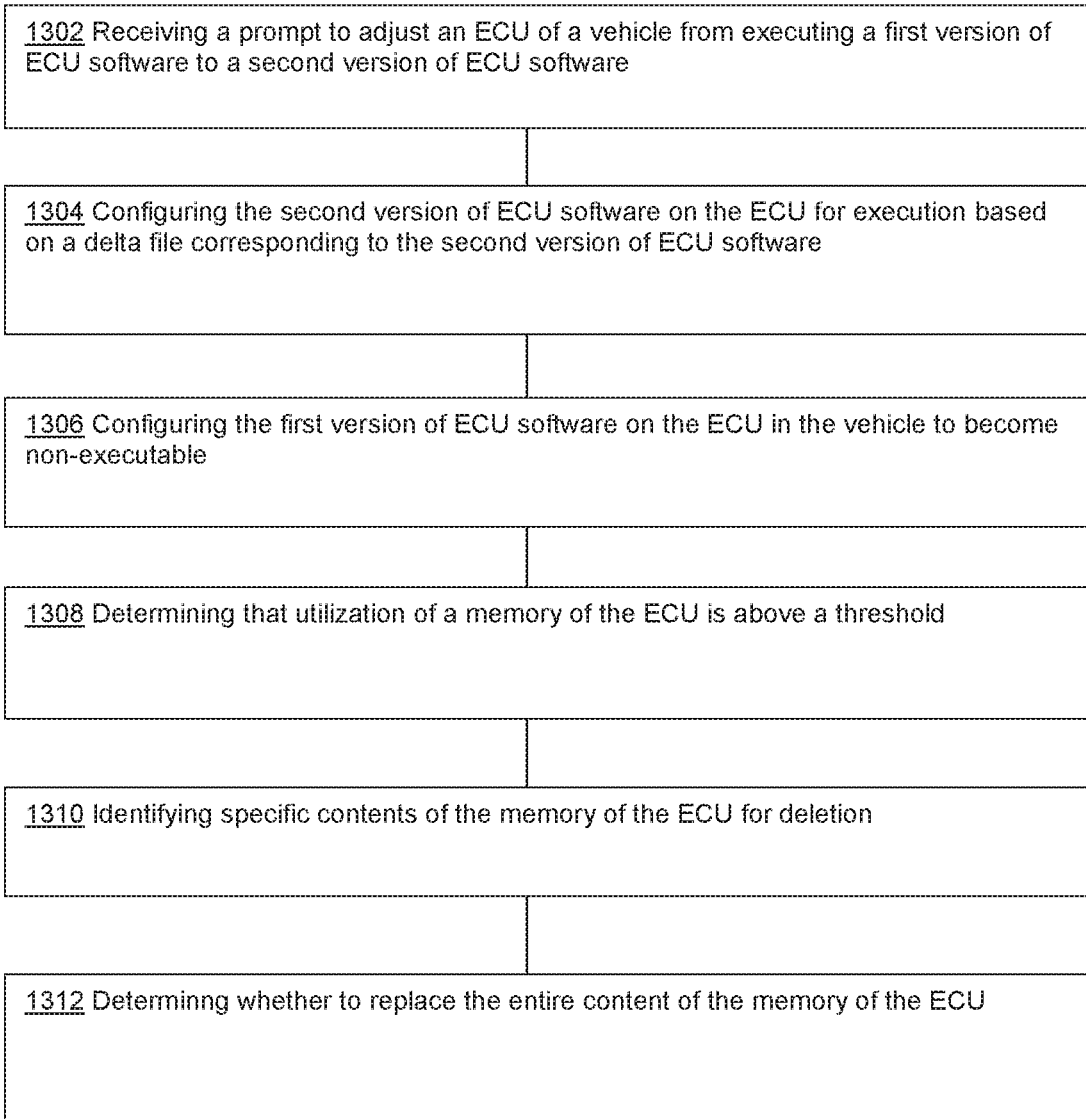 1302 Receiving a prompt to adjust an ECU of a vehicle from executing a first version of
ECU software to a second version of ECU software
1304 Configuring the second version of ECU software on the ECU for execution based
on a delta file corresponding to the second version of ECU software
1306 Configuring the first version of ECU software on the ECU in the vehicle to become
non-executable
1308 Determining that utilization of a memory of the ECU is above a threshold
1310 Identifying specific contents of the memory of the ECU for deletion
1312 Determinng whether to replace the entire content of the memory of the ECU